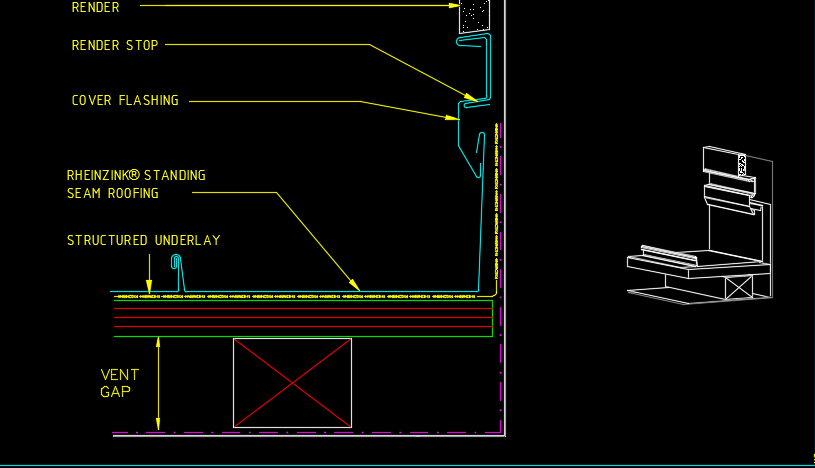 RENDER
RENDER STOP
COVER FLASHING
RHEINZINK® STANDING
SEAM ROOFING
STRUCTURED UNDERLAY
VENT
GAP